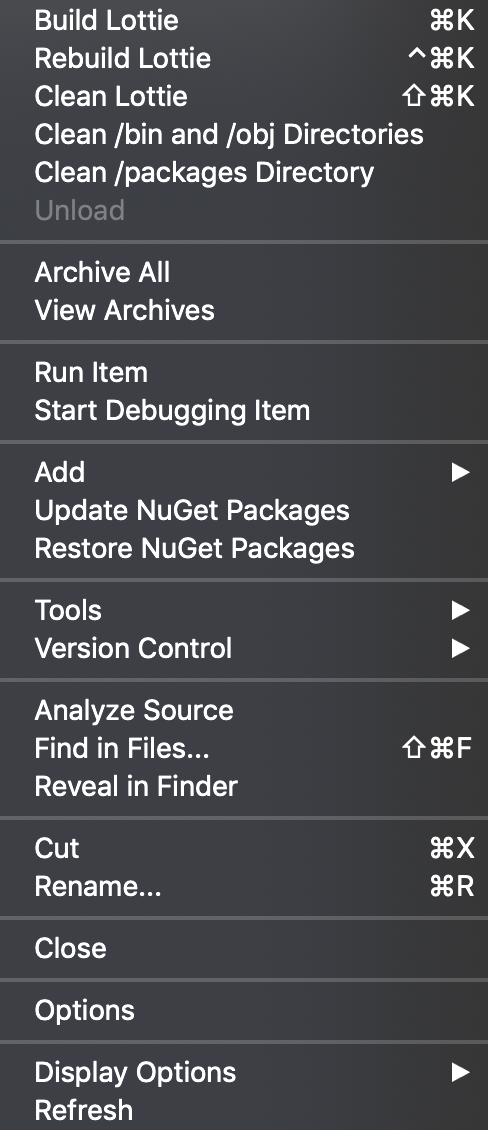 Build Lottie ⌘K
Rebuild Lottie ^⌘K
Clean Lottie ⇧⌘K
Clean /bin and /obj Directories
Clean /packages Directory
Unload
Archive All
View Archives
Run Item
Start Debugging Item
Add ▶
Update NuGet Packages
Restore NuGet Packages
Tools ▶
Version Control ▶
Analyze Source
Find in Files... ⇧⌘F
Reveal in Finder
Cut ⌘X
Rename... ⌘R
Close
Options
Display Options ▶
Refresh